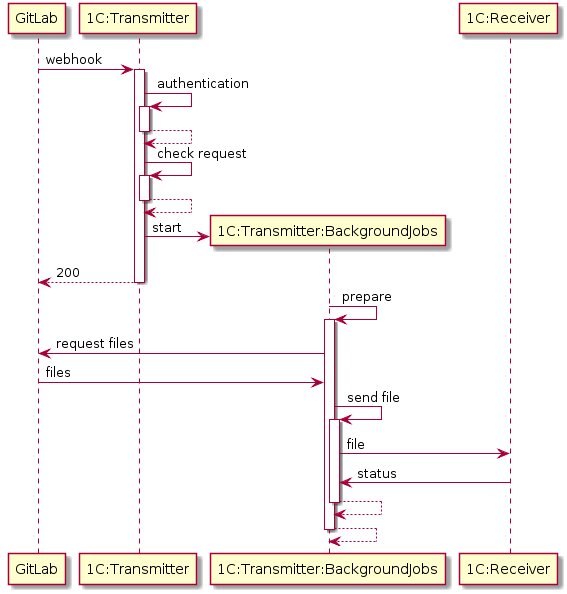 GitLab
1C:Transmitter
1C:Receiver
webhook
authentication
check request
start
1C:Transmitter:BackgroundJobs
200
prepare
request files
files
send file
file
status
GitLab
1C:Transmitter
1C:Transmitter:BackgroundJobs
1C:Receiver